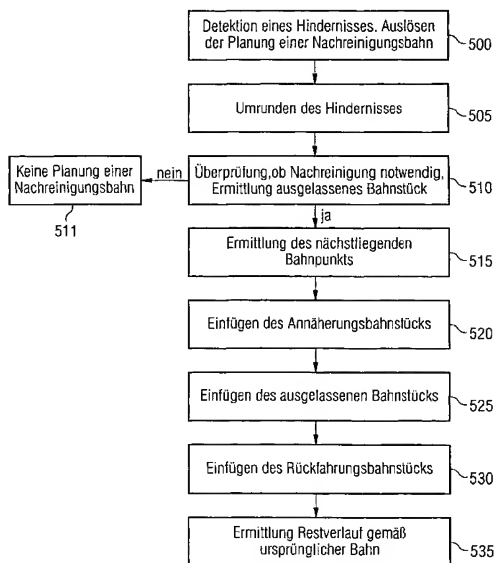 Detektion eines Hindernisses. Auslösen
der Planung einer Nachreinigungsbahn
500
Umrunden des Hindernisses
505
Keine Planung einer
Nachreinigungsbahn
511
nein
Überprüfung,ob Nachreinigung notwendig,
Ermittlung ausgelassenes Bahnstück
510
ja
Ermittlung des nächstliegenden
Bahnpunkts
515
Einfügen des Annäherungsbahnstücks
520
Einfügen des ausgelassenen Bahnstücks
525
Einfügen des Rückfahrungsbahnstücks
530
Ermittlung Restverlauf gemäß
ursprünglicher Bahn
535